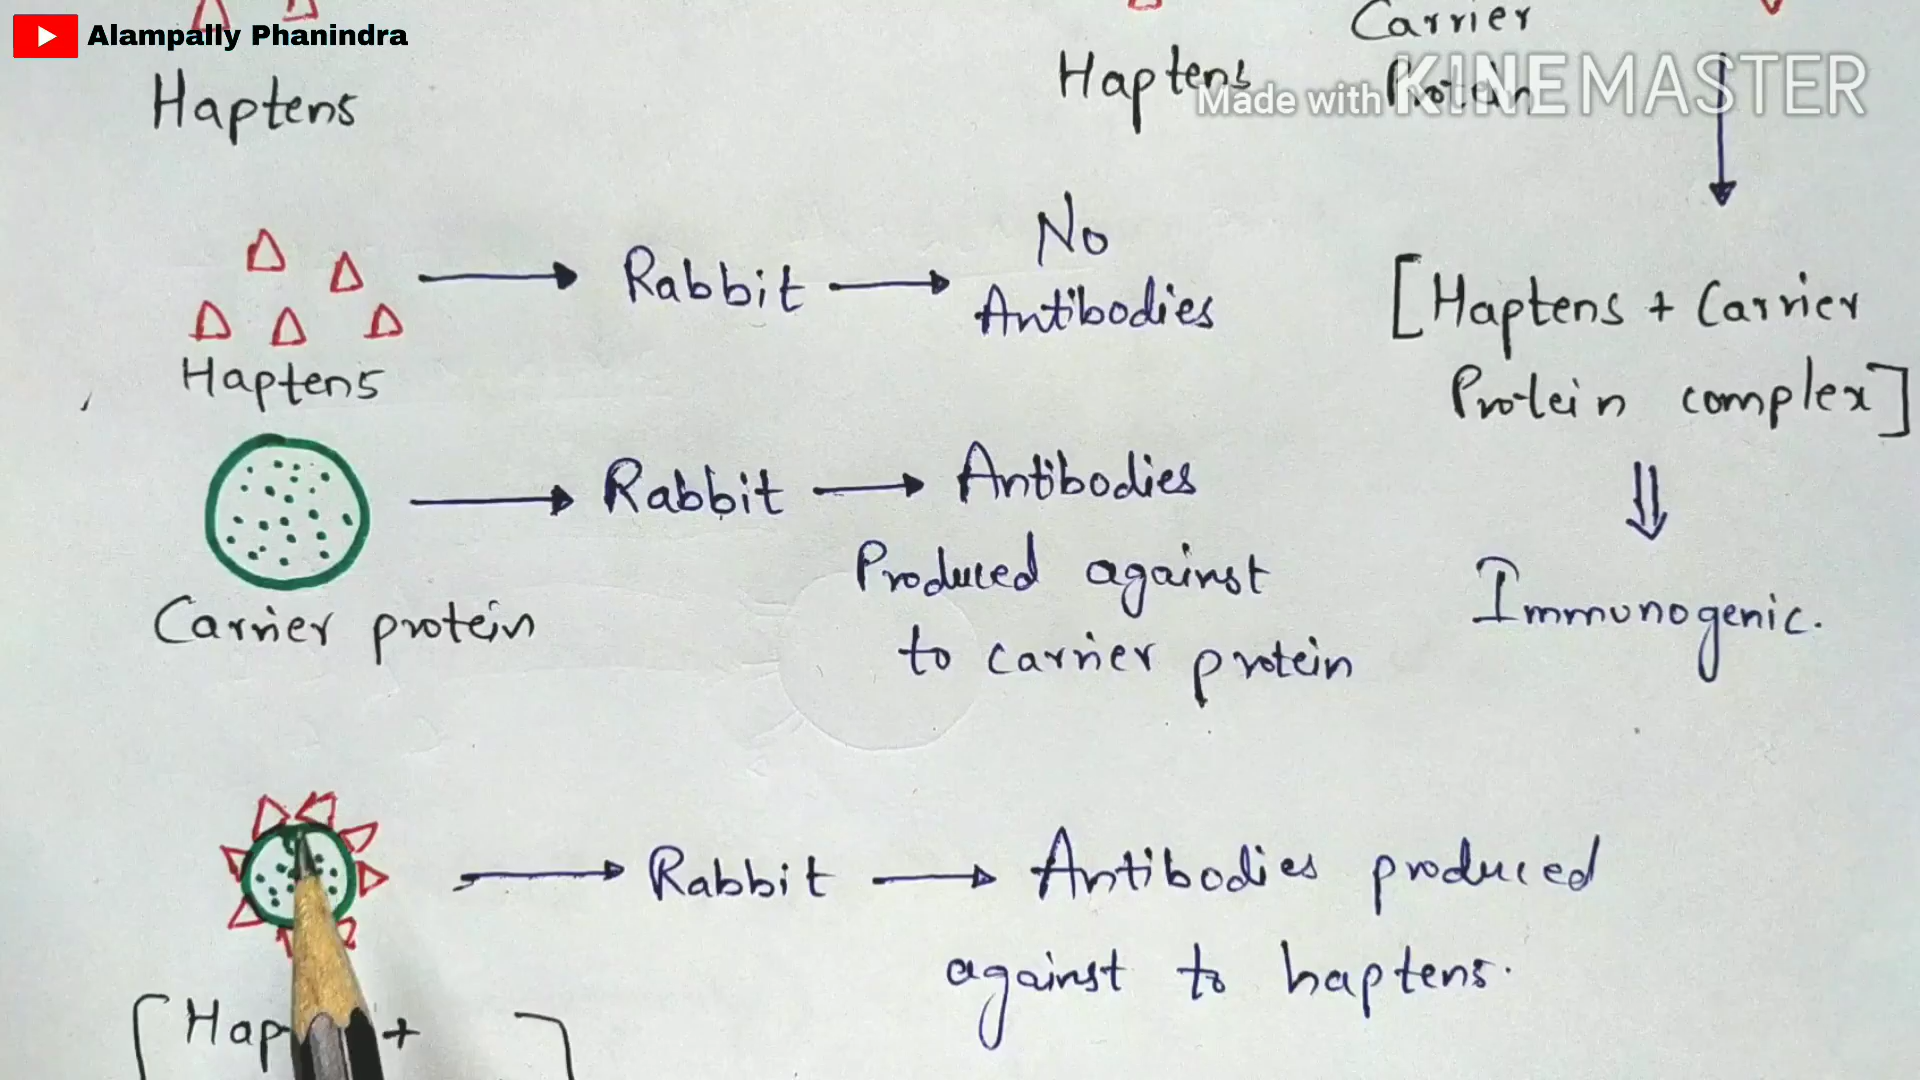 Alampally Phanindra
Haptens
Haptens
Carrier
Protein
Made with KINEMASTER
Haptens
Rabbit
No
Antibodies
[Haptens + Carrier
Protein complex]
Immunogenic.
Carrier protein
Rabbit
Antibodies
Produced against
to carrier protein
Rabbit
Antibodies produced
against to haptens.
[Hap +